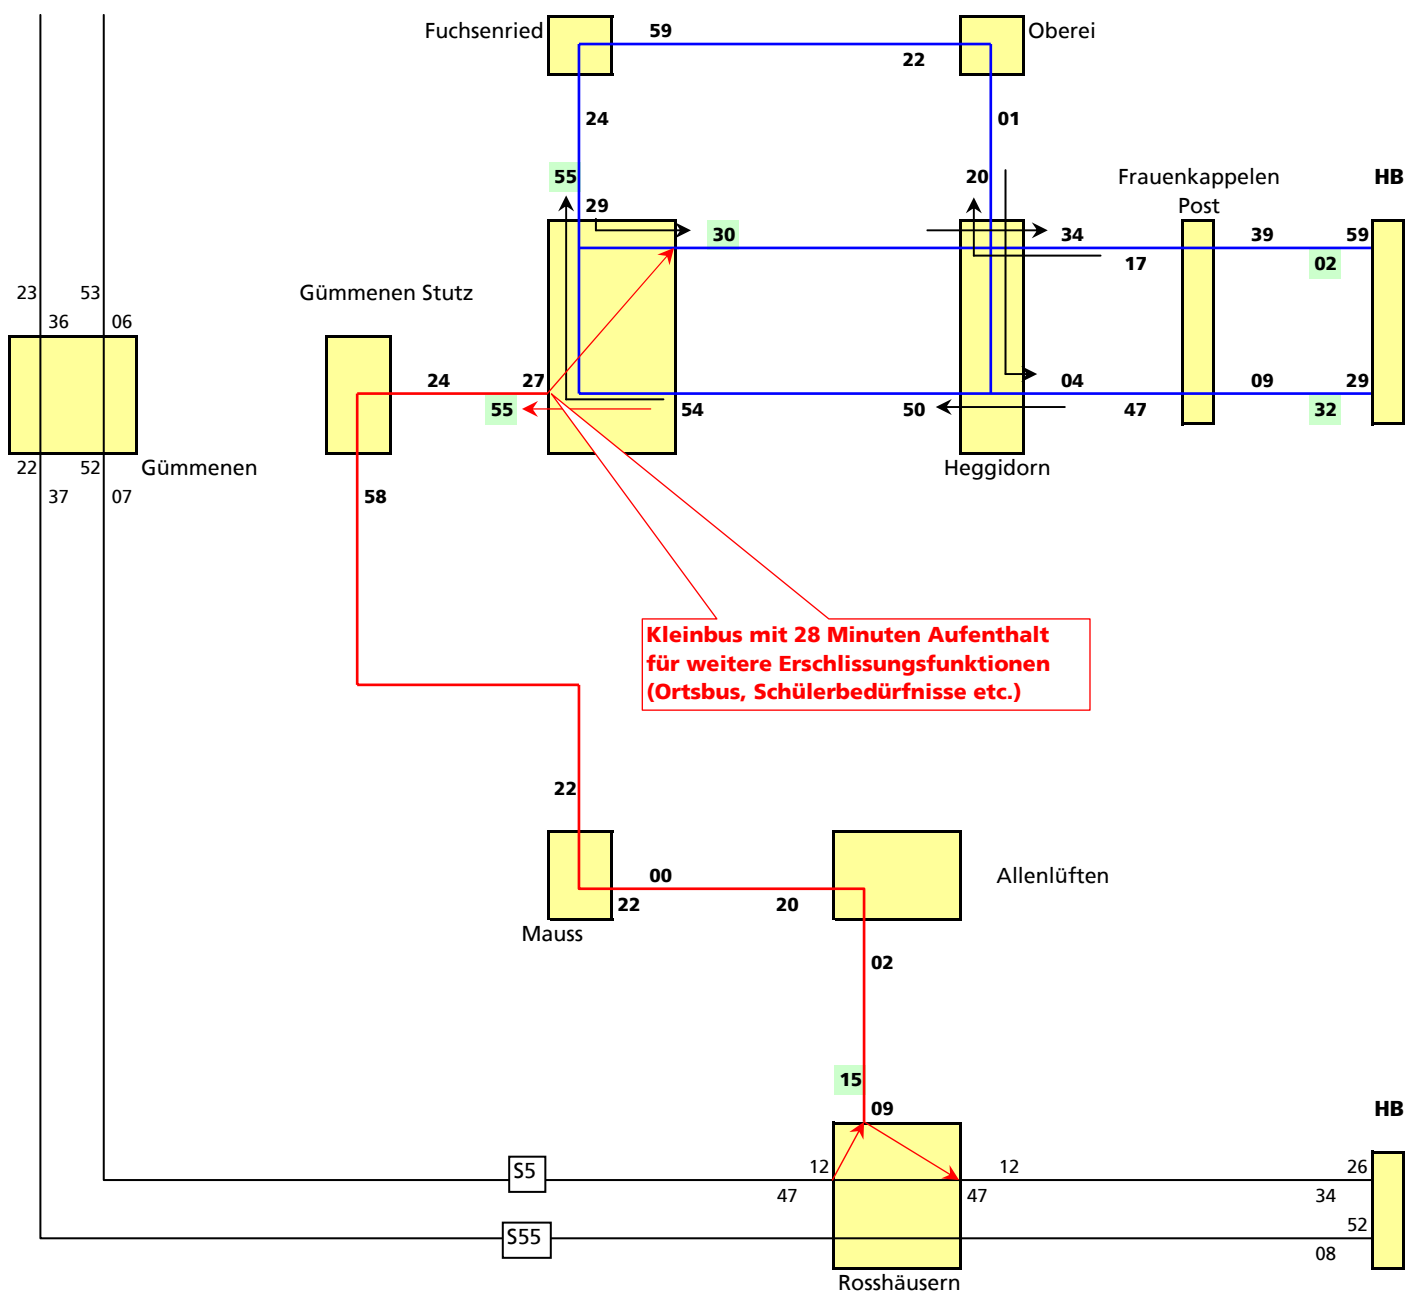 Fuchsenried 59 Oberei
22
24 01
55 20 Frauenkappelen HB
29 Post
30 34 39 59
17 02
23 53 Gümmenen Stutz
36 06
24 27 04 09 29
55 54 50 47 32
22 52 Gümmenen Heggidorn
37 07 58
Kleinbus mit 28 Minuten Aufenthalt
für weitere Erschlissungsfunktionen
(Ortsbus, Schülerbedürfnisse etc.)
22
00 Allenlüften
22 20
Mauss
02
15
09 HB
S5 12 12 26
47 47 34
S55 52
08
Rosshäusern